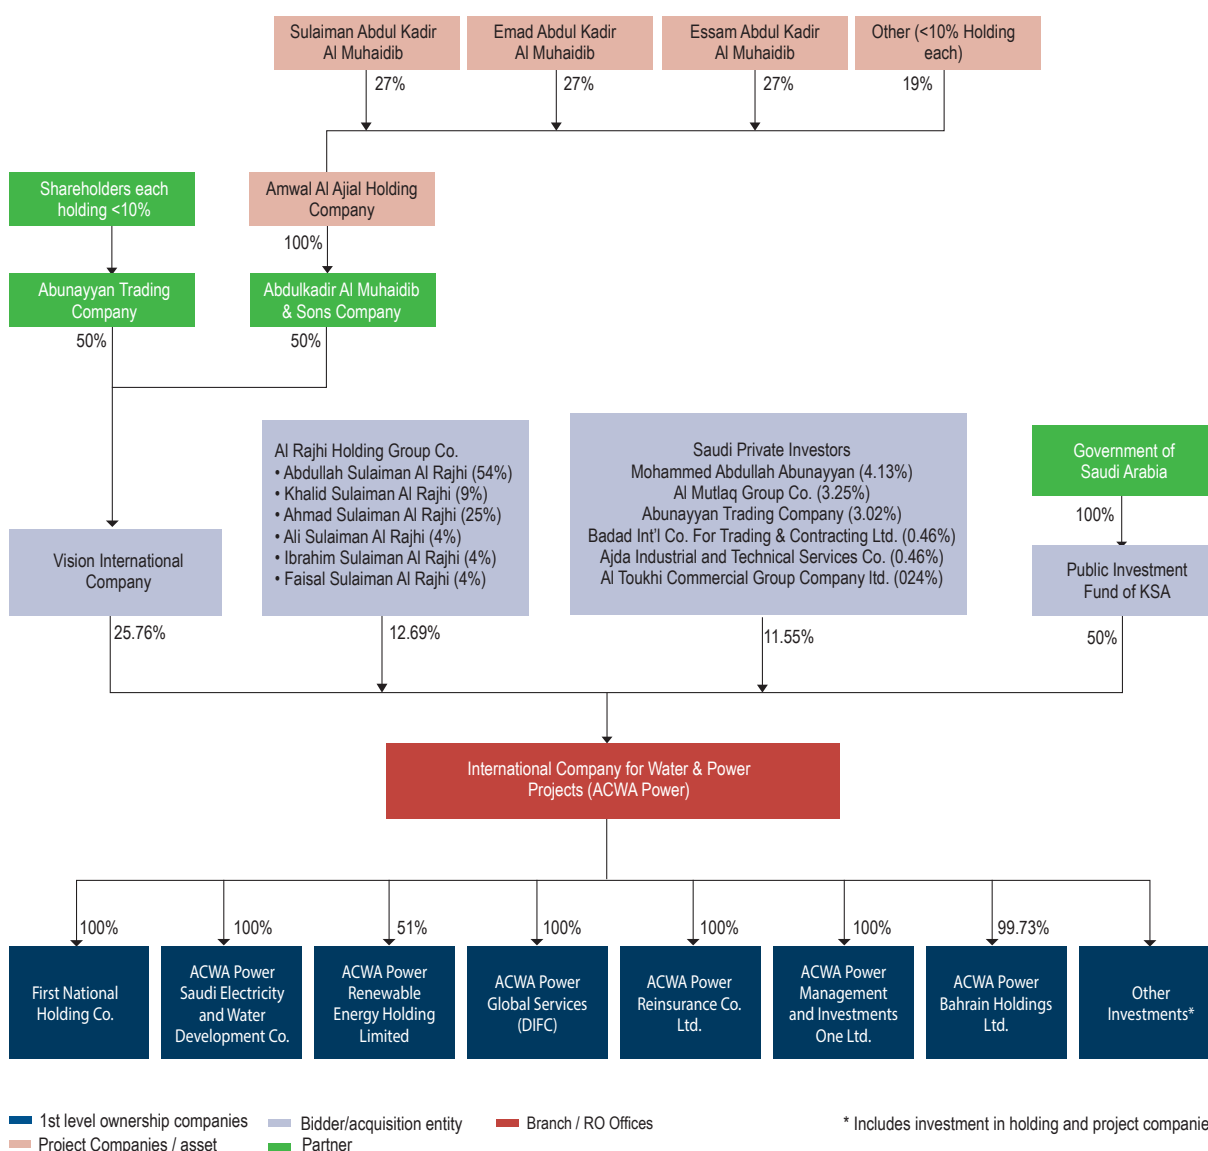 Sulaiman Abdul Kadir
Al Muhaidib
Emad Abdul Kadir
Al Muhaidib
Essam Abdul Kadir
Al Muhaidib
Other (<10% Holding
each)
27%
27%
27%
19%
Shareholders each
holding <10%
Amwal Al Ajial Holding
Company
100%
Abunayyan Trading
Company
Abdulkadir Al Muhaidib
& Sons Company
50%
50%
Al Rajhi Holding Group Co.
• Abdullah Sulaiman Al Rajhi (54%)
• Khalid Sulaiman Al Rajhi (9%)
• Ahmad Sulaiman Al Rajhi (25%)
• Ali Sulaiman Al Rajhi (4%)
• Ibrahim Sulaiman Al Rajhi (4%)
• Faisal Sulaiman Al Rajhi (4%)
Saudi Private Investors
Mohammed Abdullah Abunayyan (4.13%)
Al Mutlaq Group Co. (3.25%)
Abunayyan Trading Company (3.02%)
Badad Int'l Co. For Trading & Contracting Ltd. (0.46%)
Ajda Industrial and Technical Services Co. (0.46%)
Al Toukhi Commercial Group Company ltd. (024%)
Government of
Saudi Arabia
100%
Vision International
Company
Public Investment
Fund of KSA
25.76%
12.69%
11.55%
50%
International Company for Water & Power
Projects (ACWA Power)
100%
100%
51%
100%
100%
100%
99.73%
First National
Holding Co.
ACWA Power
Saudi Electricity
and Water
Development Co.
ACWA Power
Renewable
Energy Holding
Limited
ACWA Power
Global Services
(DIFC)
ACWA Power
Reinsurance Co.
Ltd.
ACWA Power
Management
and Investments
One Ltd.
ACWA Power
Bahrain Holdings
Ltd.
Other
Investments*
1st level ownership companies
Bidder/acquisition entity
Branch / RO Offices
* Includes investment in holding and project companie
Project Companies / asset
Partner